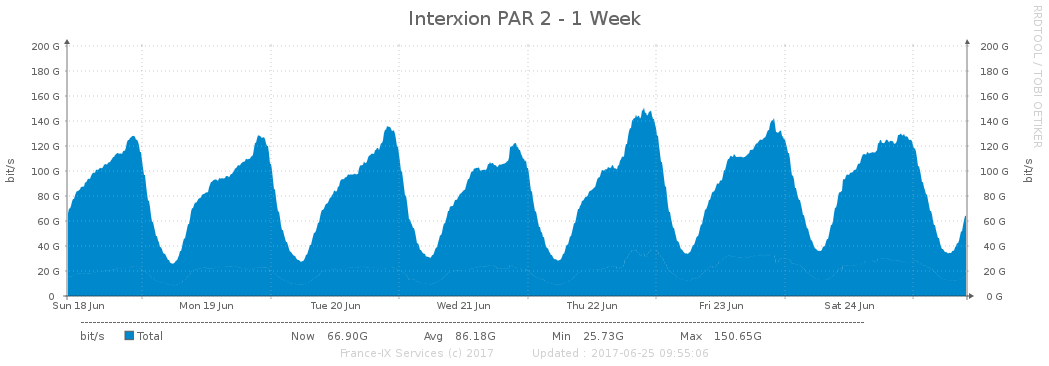 Interxion PAR 2 - 1 Week
RRDTOOL / TOBI OETIKER
bit/s
200 G 200 G
180 G 180 G
160 G 160 G
140 G 140 G
120 G 120 G
100 G 100 G
80 G 80 G
60 G 60 G
40 G 40 G
20 G 20 G
0 0 G
bit/s
Sun 18 Jun Mon 19 Jun Tue 20 Jun Wed 21 Jun Thu 22 Jun Fri 23 Jun Sat 24 Jun
bit/s Total Now 66.90G Avg 86.18G Min 25.73G Max 150.65G
France-IX Services (c) 2017 Updated : 2017-06-25 09:55:06